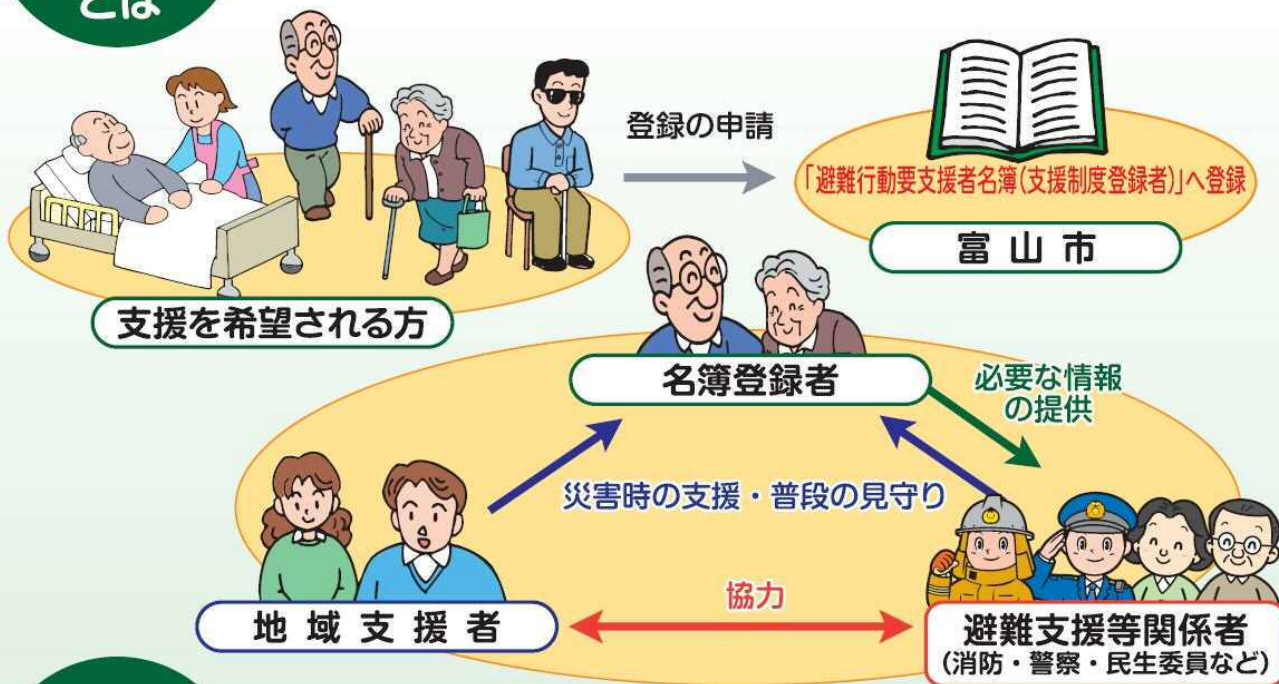 とは
登録の申請
「避難行動要支援者名簿(支援制度登録者)」へ登録
富山市
支援を希望される方
名簿登録者
必要な情報
の提供
災害時の支援・普段の見守り
協力
地域支援者
避難支援等関係者
(消防・警察・民生委員など)